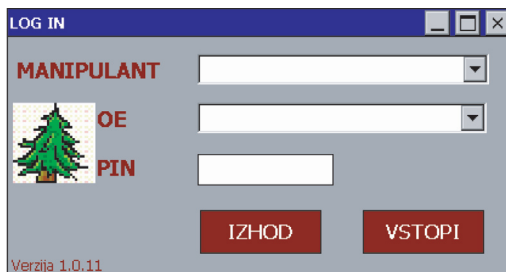 LOG IN
MANIPULANT
OE
PIN
IZHOD VSTOPI
Verzija 1.0.11